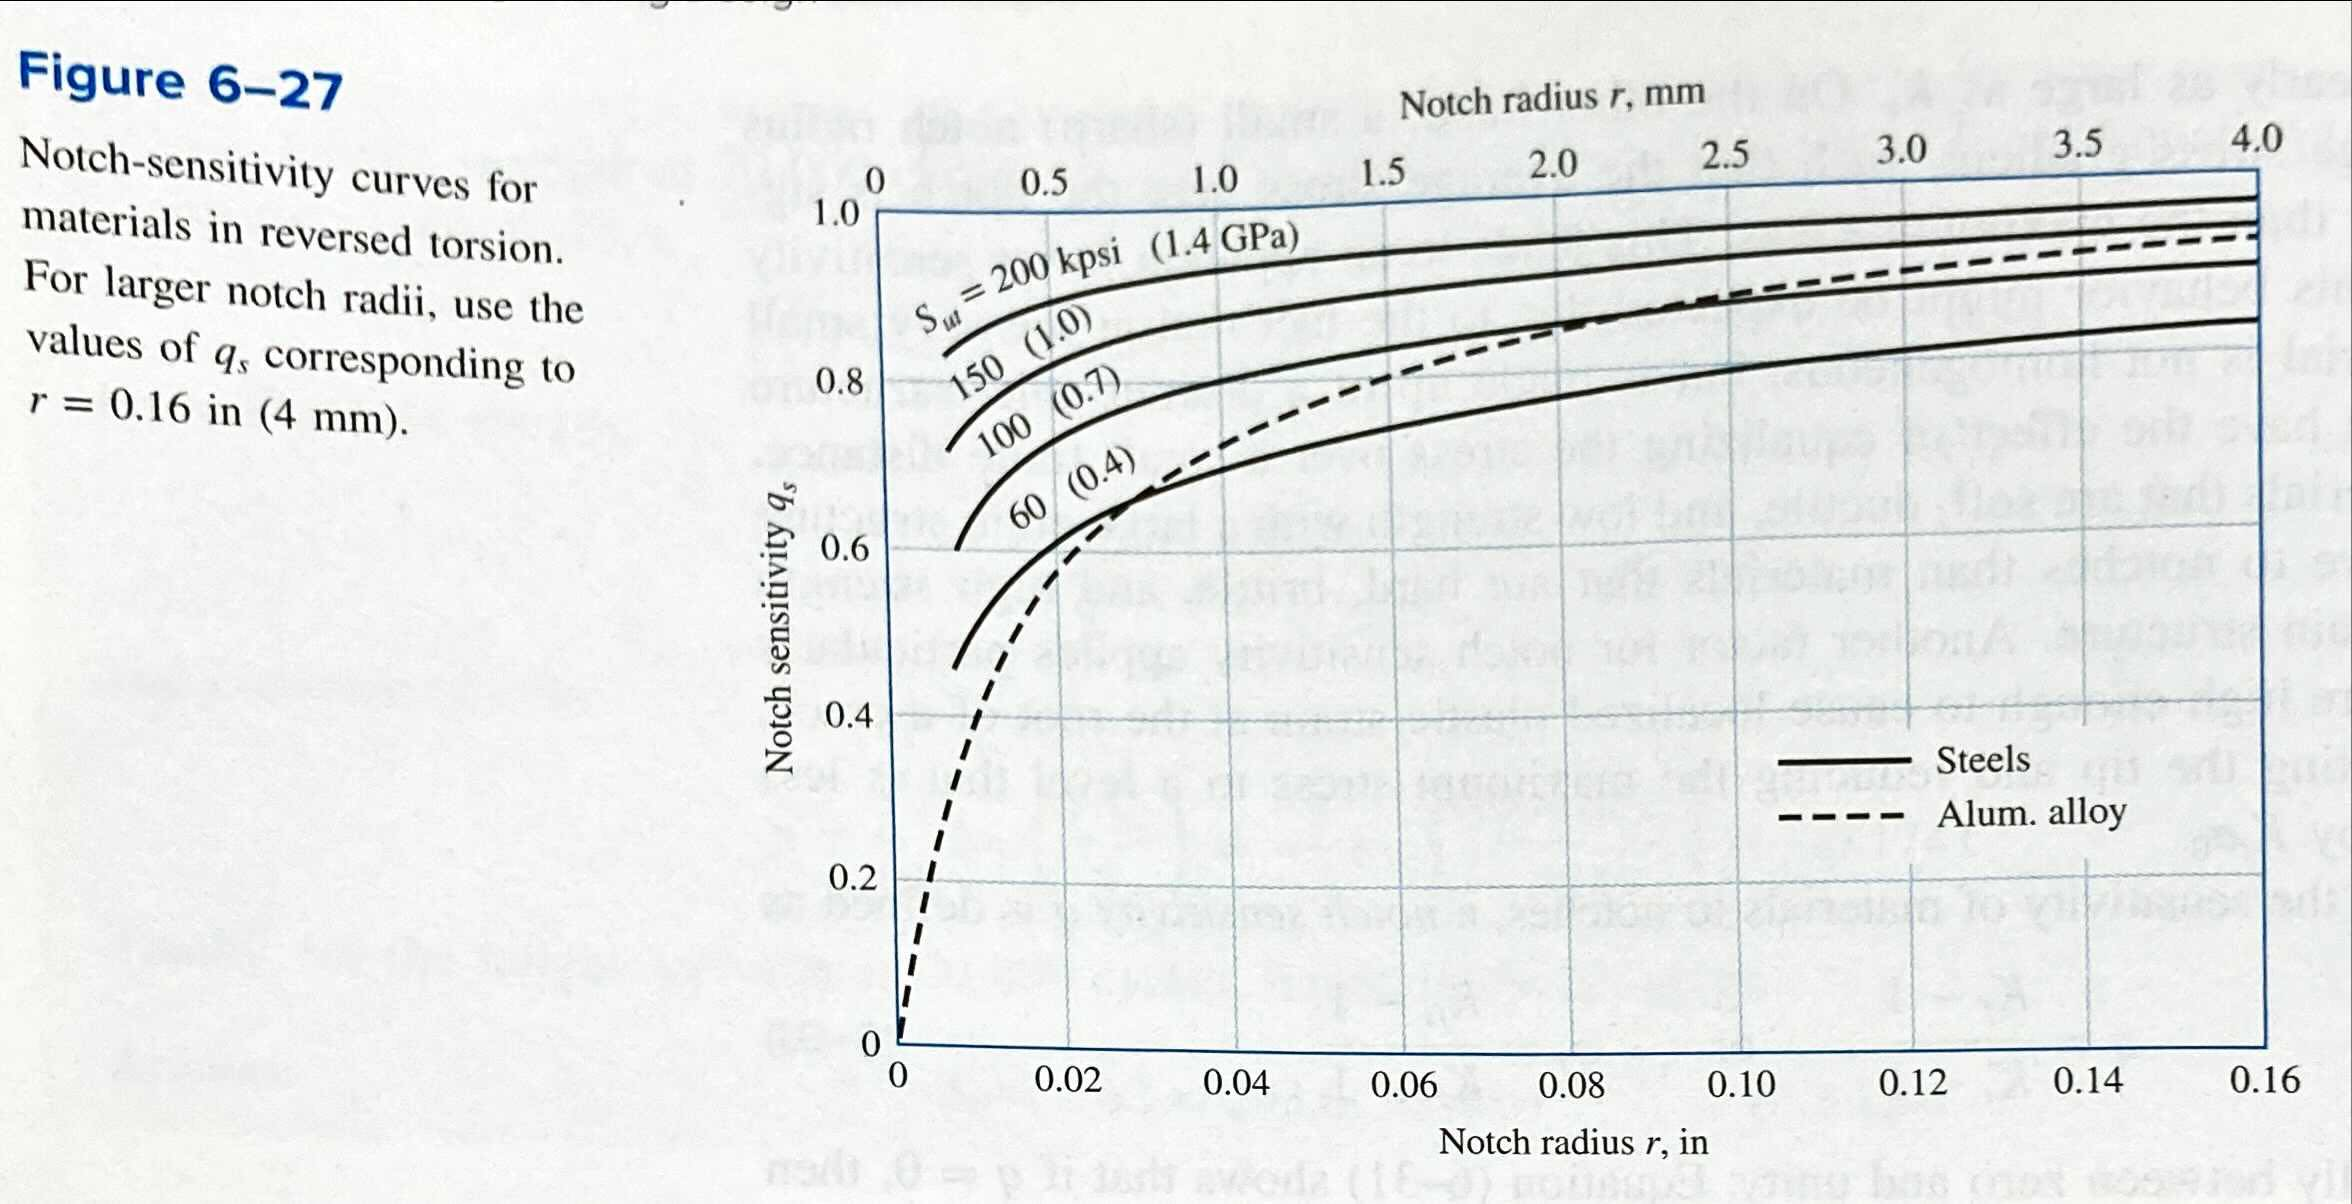 Figure 6–27
Notch-sensitivity curves for
materials in reversed torsion.
For larger notch radii, use the
values of qs corresponding to
r = 0.16 in (4 mm).
Notch radius r, mm
0 0.5 1.0 1.5 2.0 2.5 3.0 3.5 4.0
1.0
0.8
0.6
0.4
0.2
0
Notch sensitivity qs
Sut = 200 kpsi (1.4 GPa)
150 (1.0)
100 (0.7)
60 (0.4)
Steels
Alum. alloy
0 0.02 0.04 0.06 0.08 0.10 0.12 0.14 0.16
Notch radius r, in